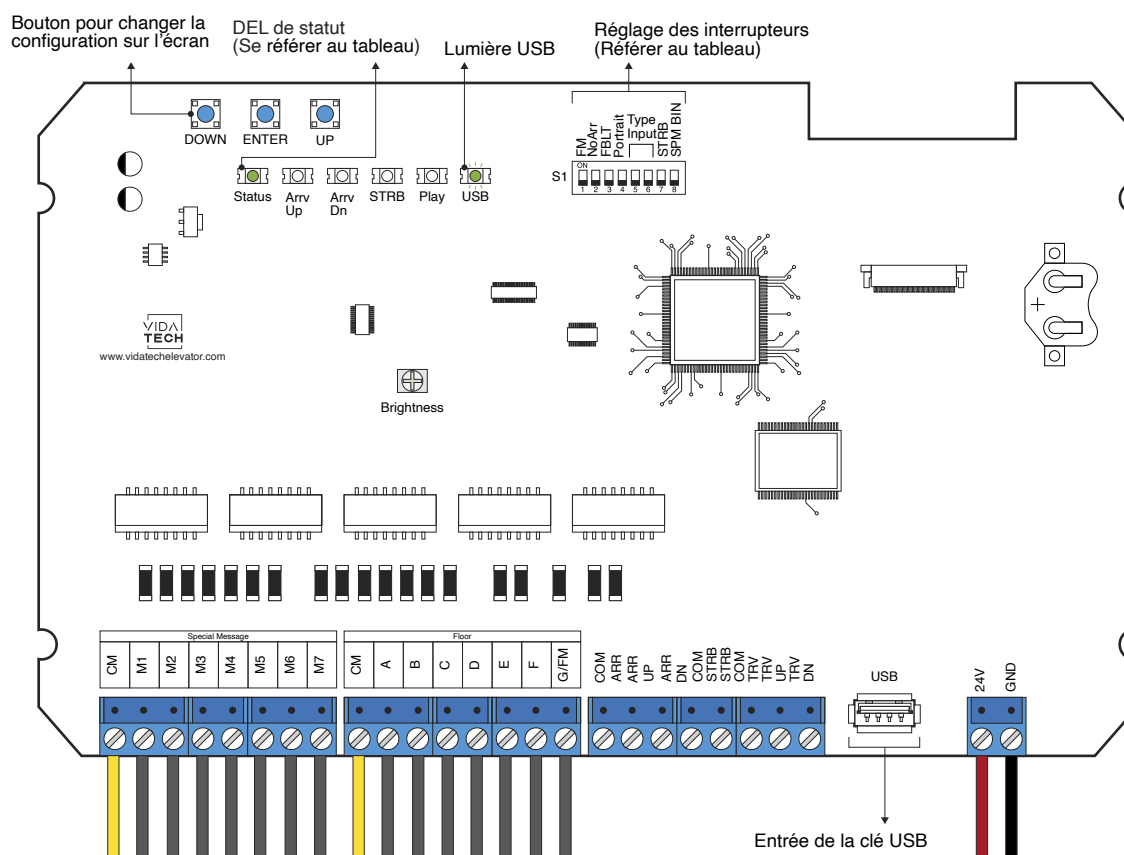 Bouton pour changer la
configuration sur l'écran
DEL de statut
(Se référer au tableau)
Lumière USB
Réglage des interrupteurs
(Référer au tableau)
DOWN
ENTER
UP
FM
NoArr
FBLT
Portrait
Type
Input
STRB
SPM BIN
S1
ON
1 2 3 4 5 6 7 8
Status
Arrv
Up
Arrv
Dn
STRB
Play
USB
VIDA
TECH
www.vidatechelevator.com
Brightness
+
Special Message
CM
M1
M2
M3
M4
M5
M6
M7
Floor
CM
A
B
C
D
E
F
G/FM
COM
ARR
ARR
UP
ARR
DN
COM
STRB
STRB
COM
TRV
TRV
UP
TRV
DN
USB
24V
GND
Entrée de la clé USB